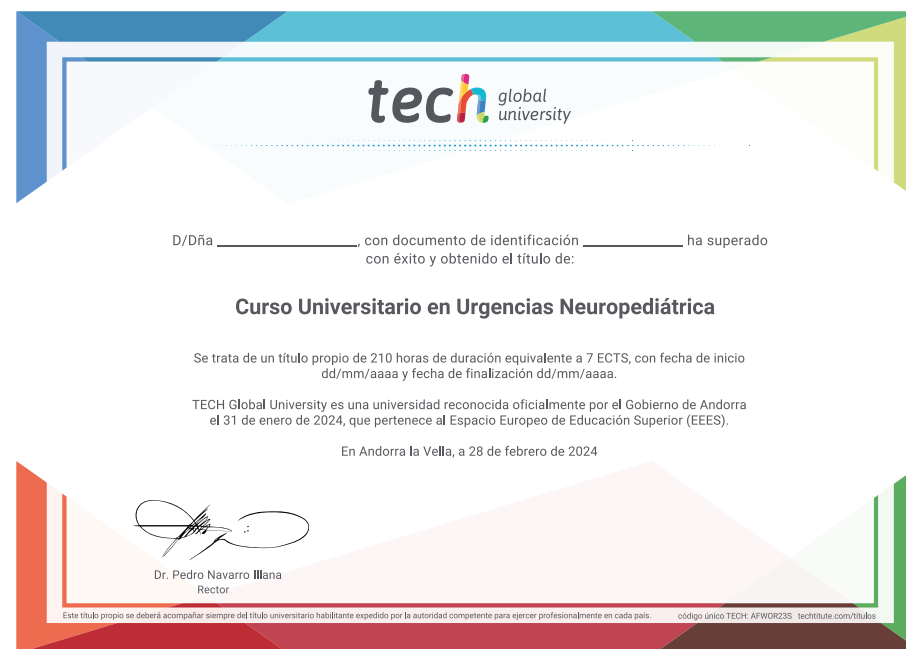 tech global university
D/Dña ____________________, con documento de identificación ______________ ha superado
con éxito y obtenido el título de:
Curso Universitario en Urgencias Neuropediátrica
Se trata de un título propio de 210 horas de duración equivalente a 7 ECTS, con fecha de inicio
dd/mm/aaaa y fecha de finalización dd/mm/aaaa.
TECH Global University es una universidad reconocida oficialmente por el Gobierno de Andorra
el 31 de enero de 2024, que pertenece al Espacio Europeo de Educación Superior (EEES).
En Andorra la Vella, a 28 de febrero de 2024
Dr. Pedro Navarro Illana
Rector
Este título propio se deberá acompañar siempre del título universitario habilitante expedido por la autoridad competente para ejercer profesionalmente en cada país. código único TECH: AFWOR23S techtitute.com/titulos